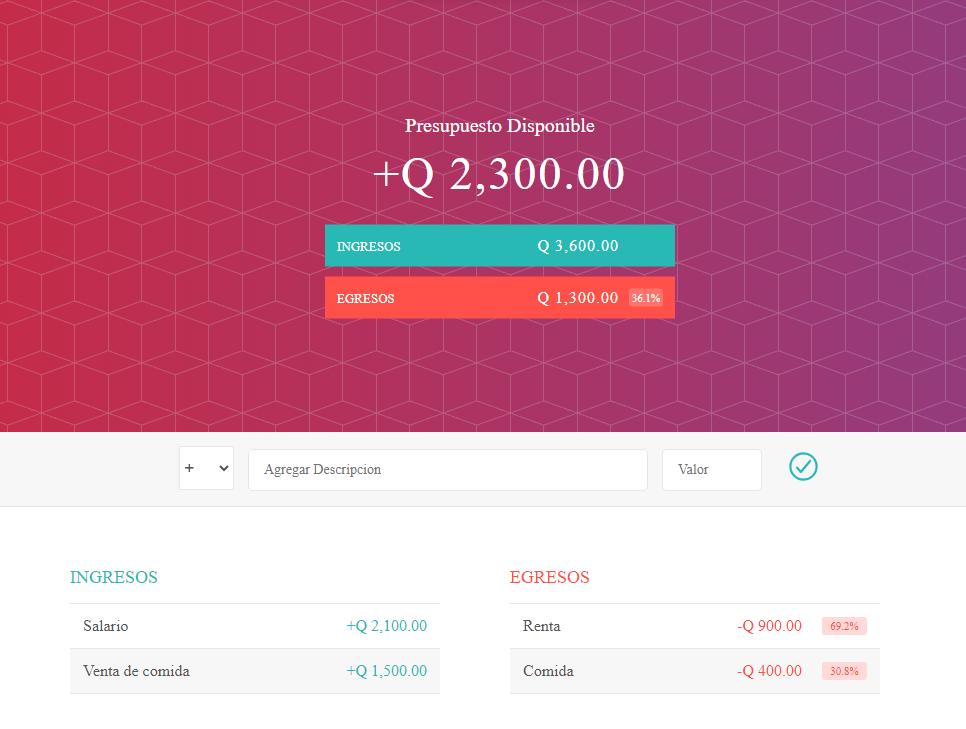 Presupuesto Disponible
+Q 2,300.00
INGRESOS Q 3,600.00
EGRESOS Q 1,300.00 36.1%
+ Agregar Descripcion Valor
INGRESOS
Salario +Q 2,100.00
Venta de comida +Q 1,500.00
EGRESOS
Renta -Q 900.00 69.2%
Comida -Q 400.00 30.8%